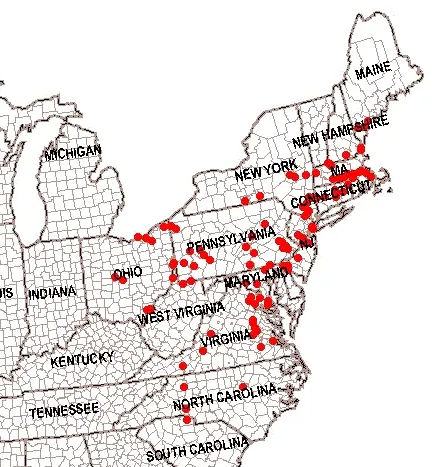 MAINE
NEW HAMPSHIRE
MICHIGAN
NEW YORK
MA
CONNECTICUT
PENNSYLVANIA
NJ
OHIO
MARYLAND
IS
INDIANA
WEST VIRGINIA
VIRGINIA
KENTUCKY
NORTH CAROLINA
TENNESSEE
SOUTH CAROLINA